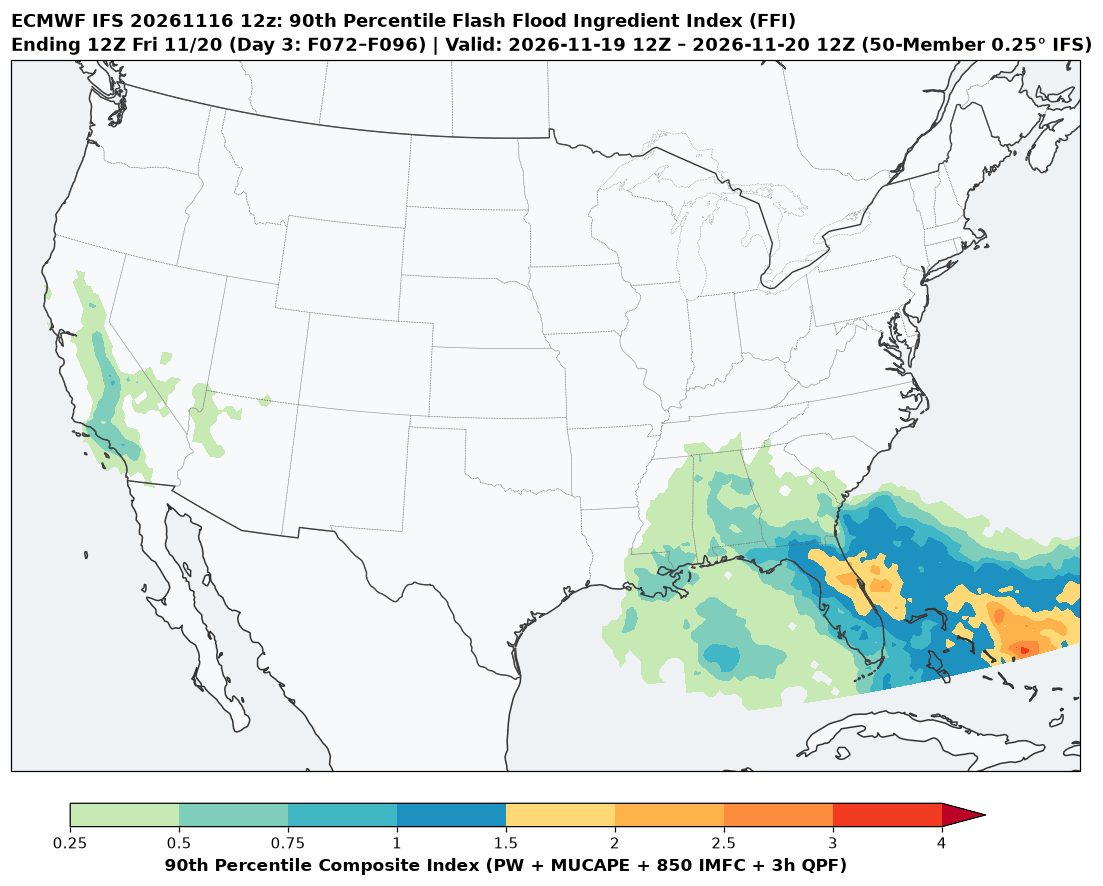 ECMWF IFS 20261116 12z: 90th Percentile Flash Flood Ingredient Index (FFI)
Ending 12Z Fri 11/20 (Day 3: F072–F096) | Valid: 2026-11-19 12Z – 2026-11-20 12Z (50-Member 0.25° IFS)
0.25 0.5 0.75 1 1.5 2 2.5 3 4
90th Percentile Composite Index (PW + MUCAPE + 850 IMFC + 3h QPF)